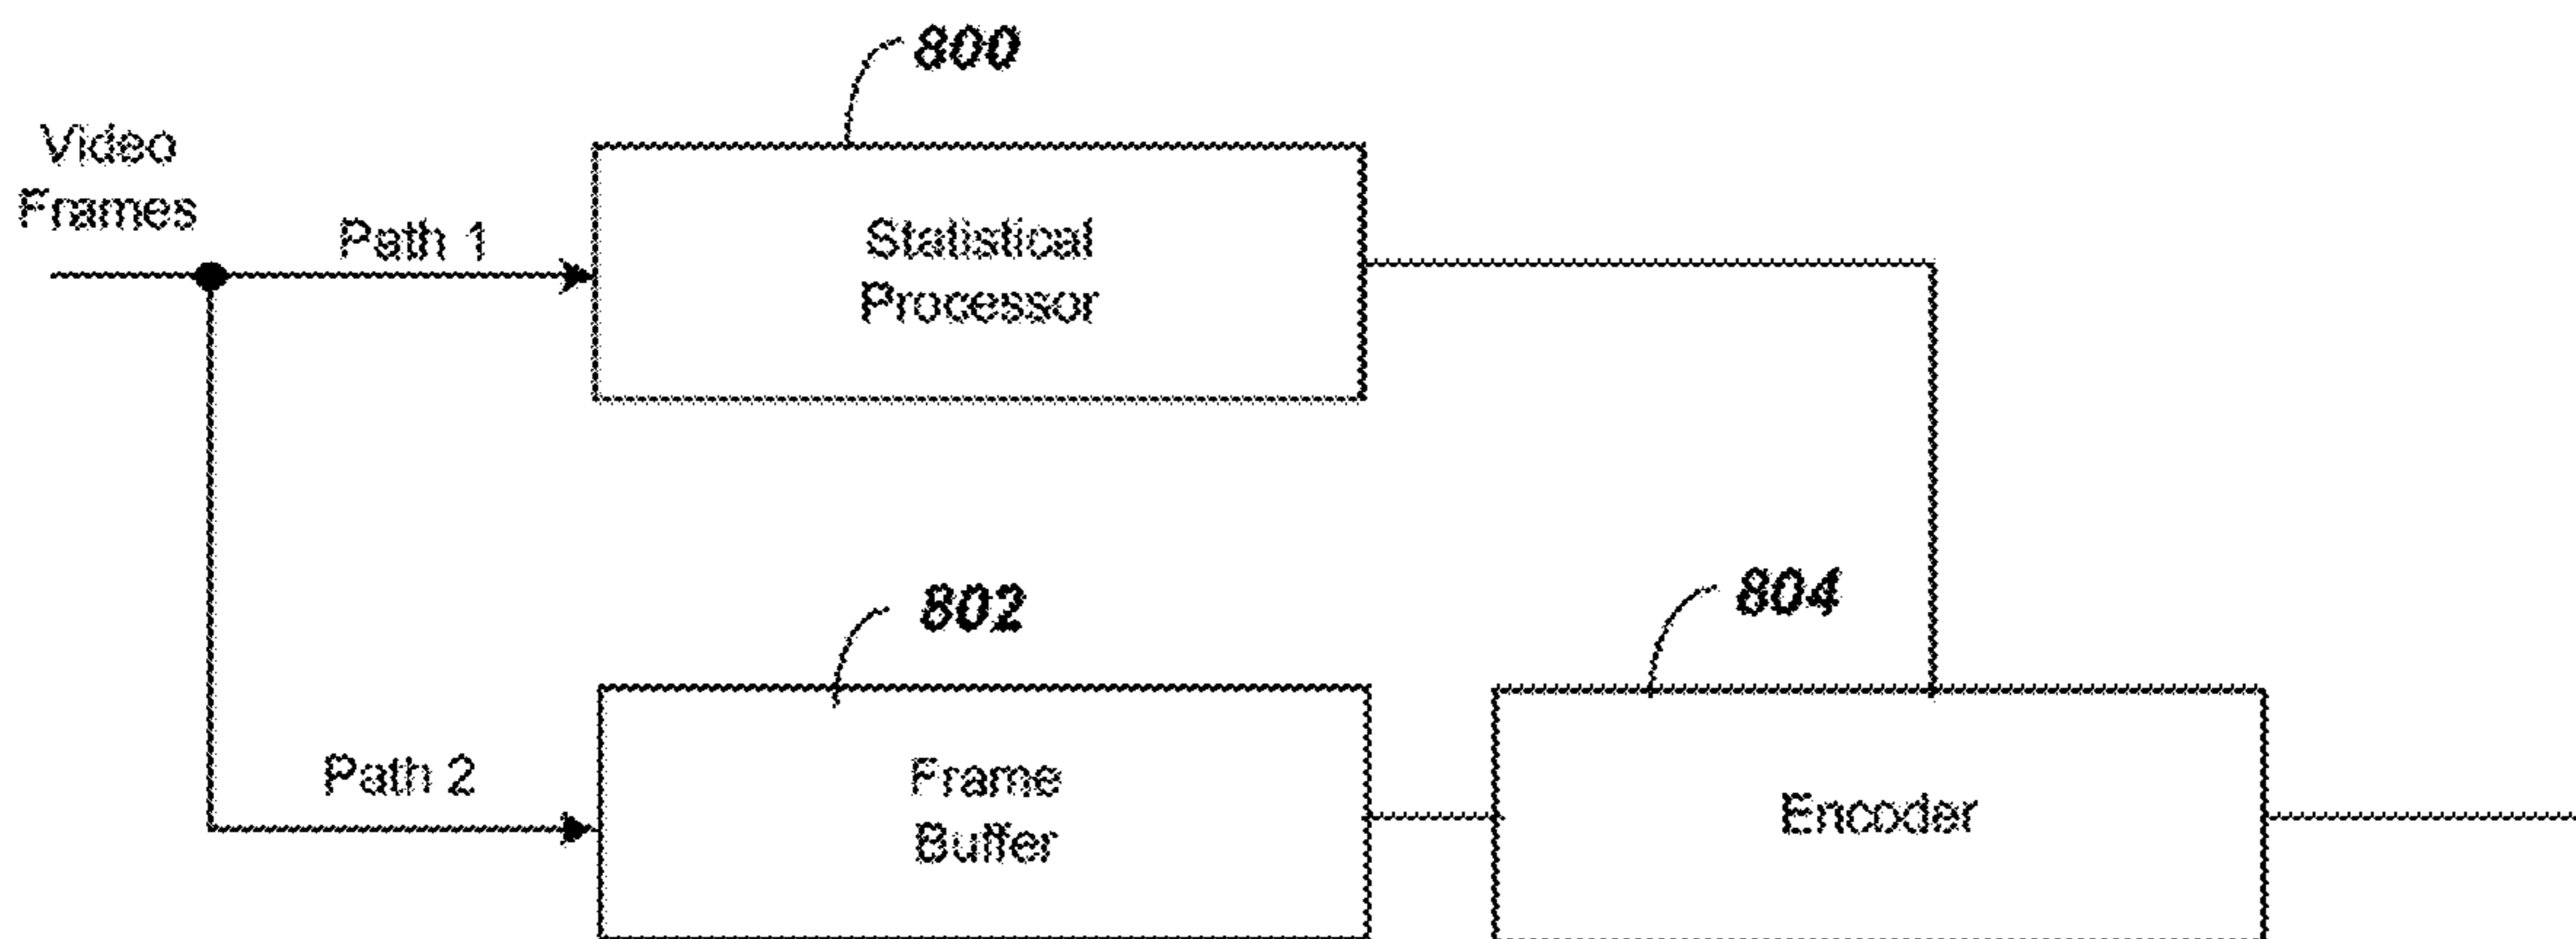 800
Video
Frames
Path 1
Statistical
Processor
802
804
Path 2
Frame
Buffer
Encoder